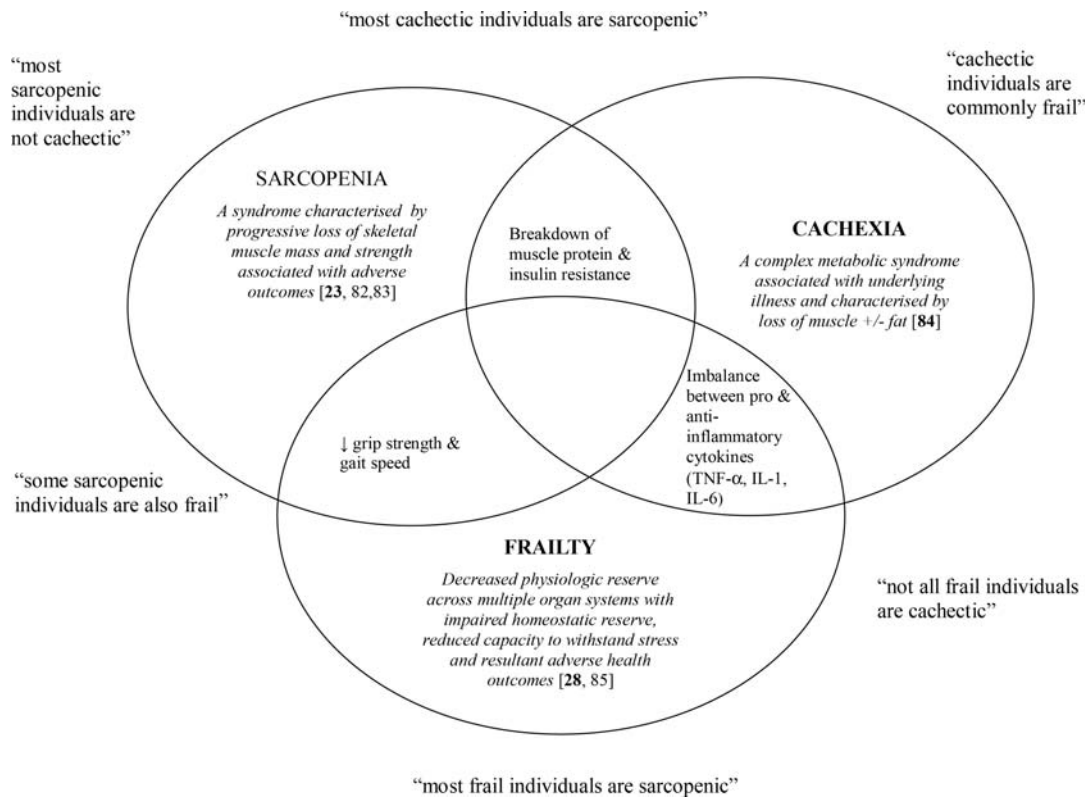 “most cachectic individuals are sarcopenic”
“most
sarcopenic
individuals are
not cachectic”
“cachectic
individuals are
commonly frail”
SARCOPENIA
A syndrome characterised by
progressive loss of skeletal
muscle mass and strength
associated with adverse
outcomes [23, 82,83]
Breakdown of
muscle protein &
insulin resistance
CACHEXIA
A complex metabolic syndrome
associated with underlying
illness and characterised by
loss of muscle +/- fat [84]
Imbalance
between pro &
anti-
inflammatory
cytokines
(TNF-α, IL-1,
IL-6)
↓ grip strength &
gait speed
“some sarcopenic
individuals are also frail”
FRAILTY
Decreased physiologic reserve
across multiple organ systems with
impaired homeostatic reserve,
reduced capacity to withstand stress
and resultant adverse health
outcomes [28, 85]
“not all frail individuals
are cachectic”
“most frail individuals are sarcopenic”